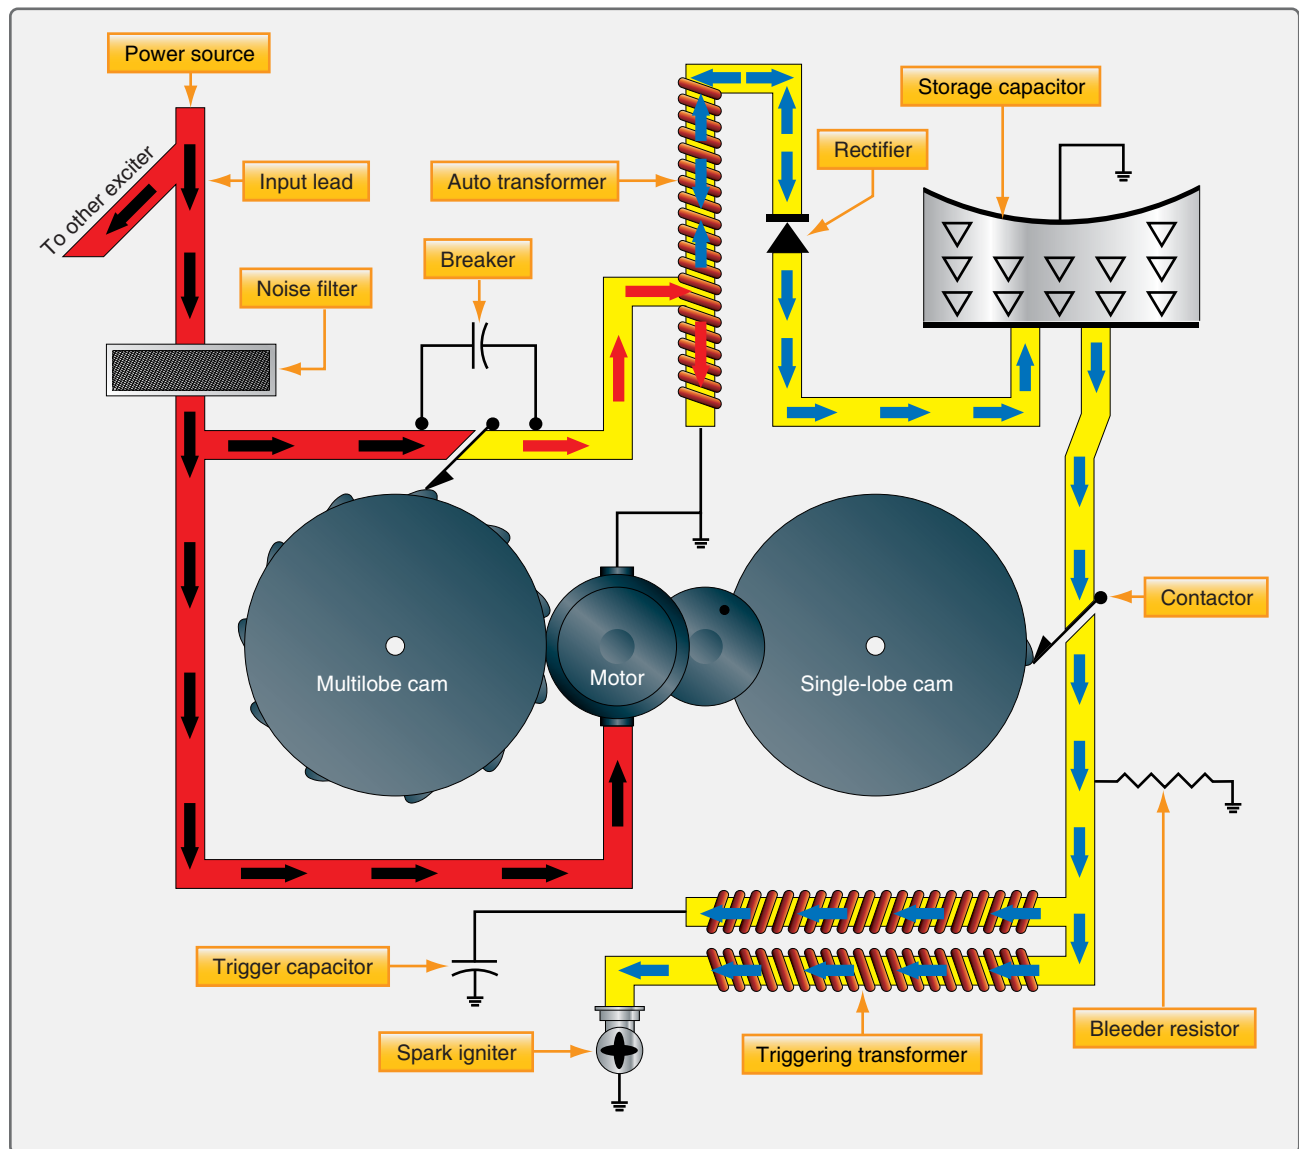 Power source
Storage capacitor
Rectifier
To other exciter
Input lead
Auto transformer
Breaker
Noise filter
Contactor
Multilobe cam
Motor
Single-lobe cam
Trigger capacitor
Bleeder resistor
Spark igniter
Triggering transformer